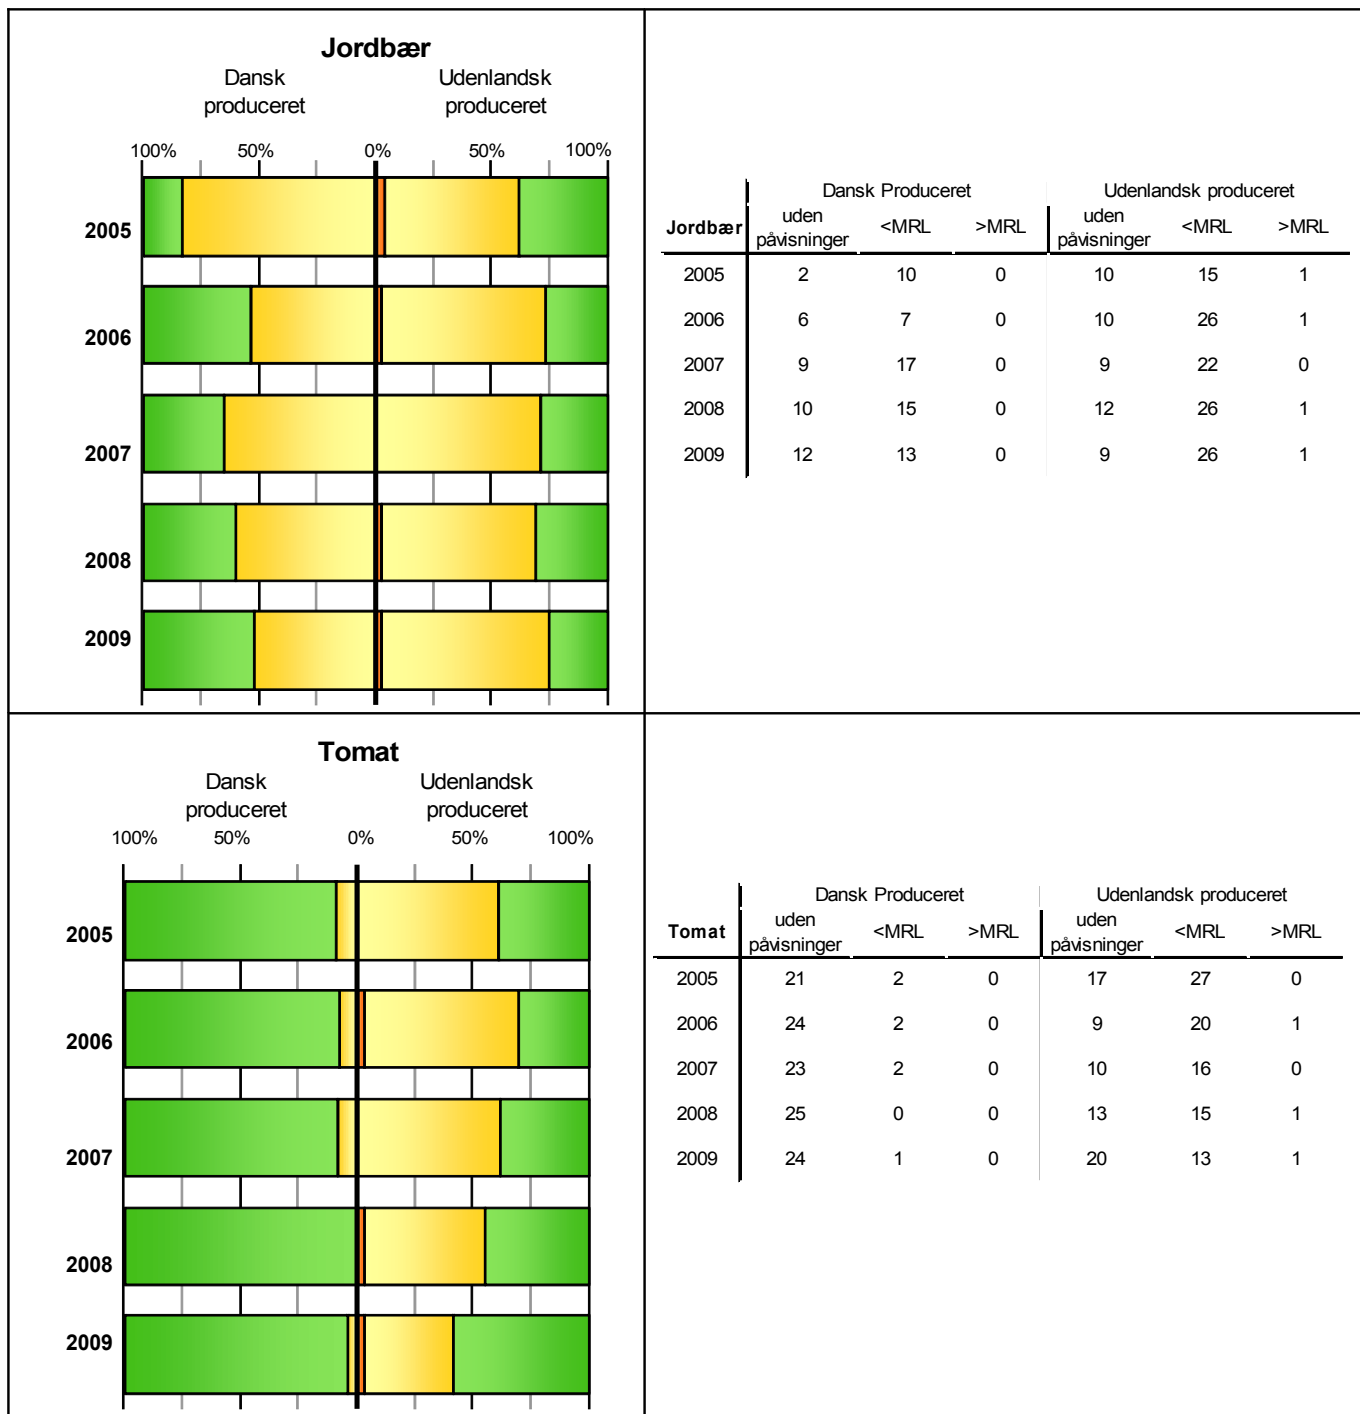 Jordbær
Dansk
produceret
Udenlandsk
produceret
100% 50% 0% 50% 100%
2005
2006
2007
2008
2009
Dansk Produceret Udenlandsk produceret
Jordbær uden påvisninger <MRL >MRL uden påvisninger <MRL >MRL
2005 2 10 0 10 15 1
2006 6 7 0 10 26 1
2007 9 17 0 9 22 0
2008 10 15 0 12 26 1
2009 12 13 0 9 26 1
Tomat
Dansk
produceret
Udenlandsk
produceret
100% 50% 0% 50% 100%
2005
2006
2007
2008
2009
Dansk Produceret Udenlandsk produceret
Tomat uden påvisninger <MRL >MRL uden påvisninger <MRL >MRL
2005 21 2 0 17 27 0
2006 24 2 0 9 20 1
2007 23 2 0 10 16 0
2008 25 0 0 13 15 1
2009 24 1 0 20 13 1